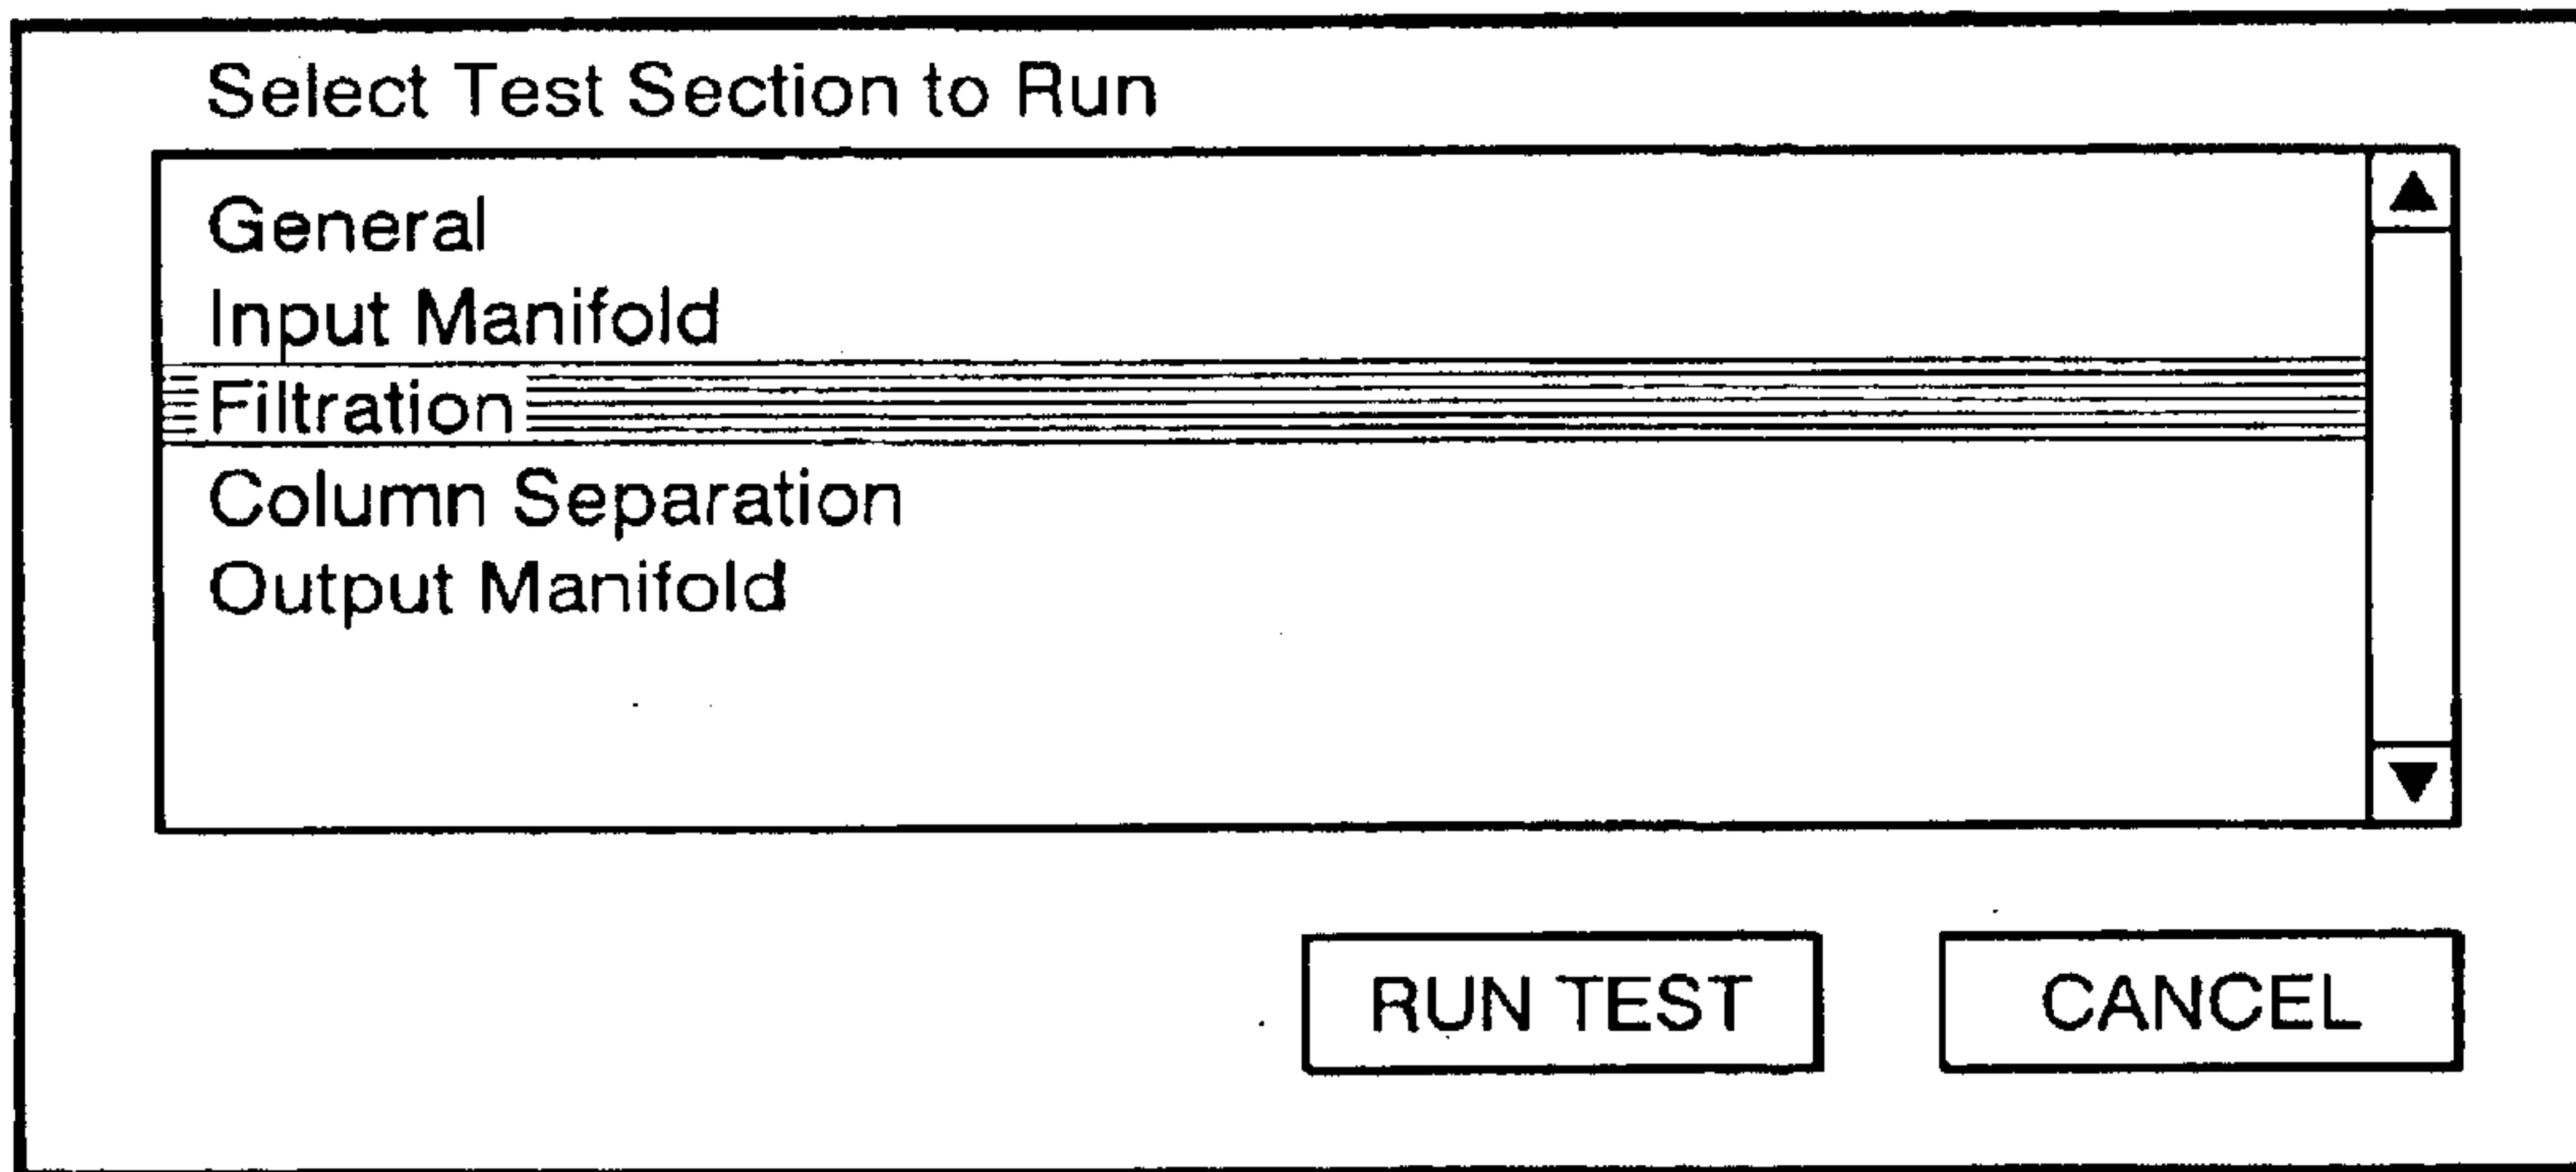 Select Test Section to Run
General
Input Manifold
Filtration
Column Separation
Output Manifold
RUN TEST
CANCEL